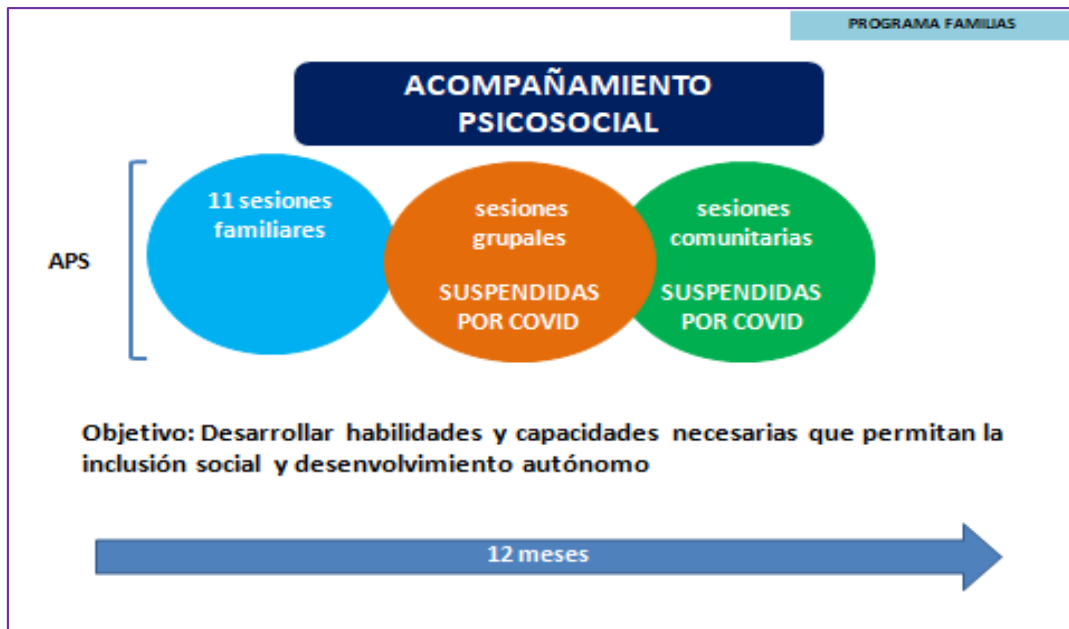 PROGRAMA FAMILIAS
ACOMPAÑAMIENTO
PSICOSOCIAL
APS
11 sesiones
familiares
sesiones
grupales
SUSPENDIDAS
POR COVID
sesiones
comunitarias
SUSPENDIDAS
POR COVID
Objetivo: Desarrollar habilidades y capacidades necesarias que permitan la
inclusión social y desenvolvimiento autónomo
12 meses